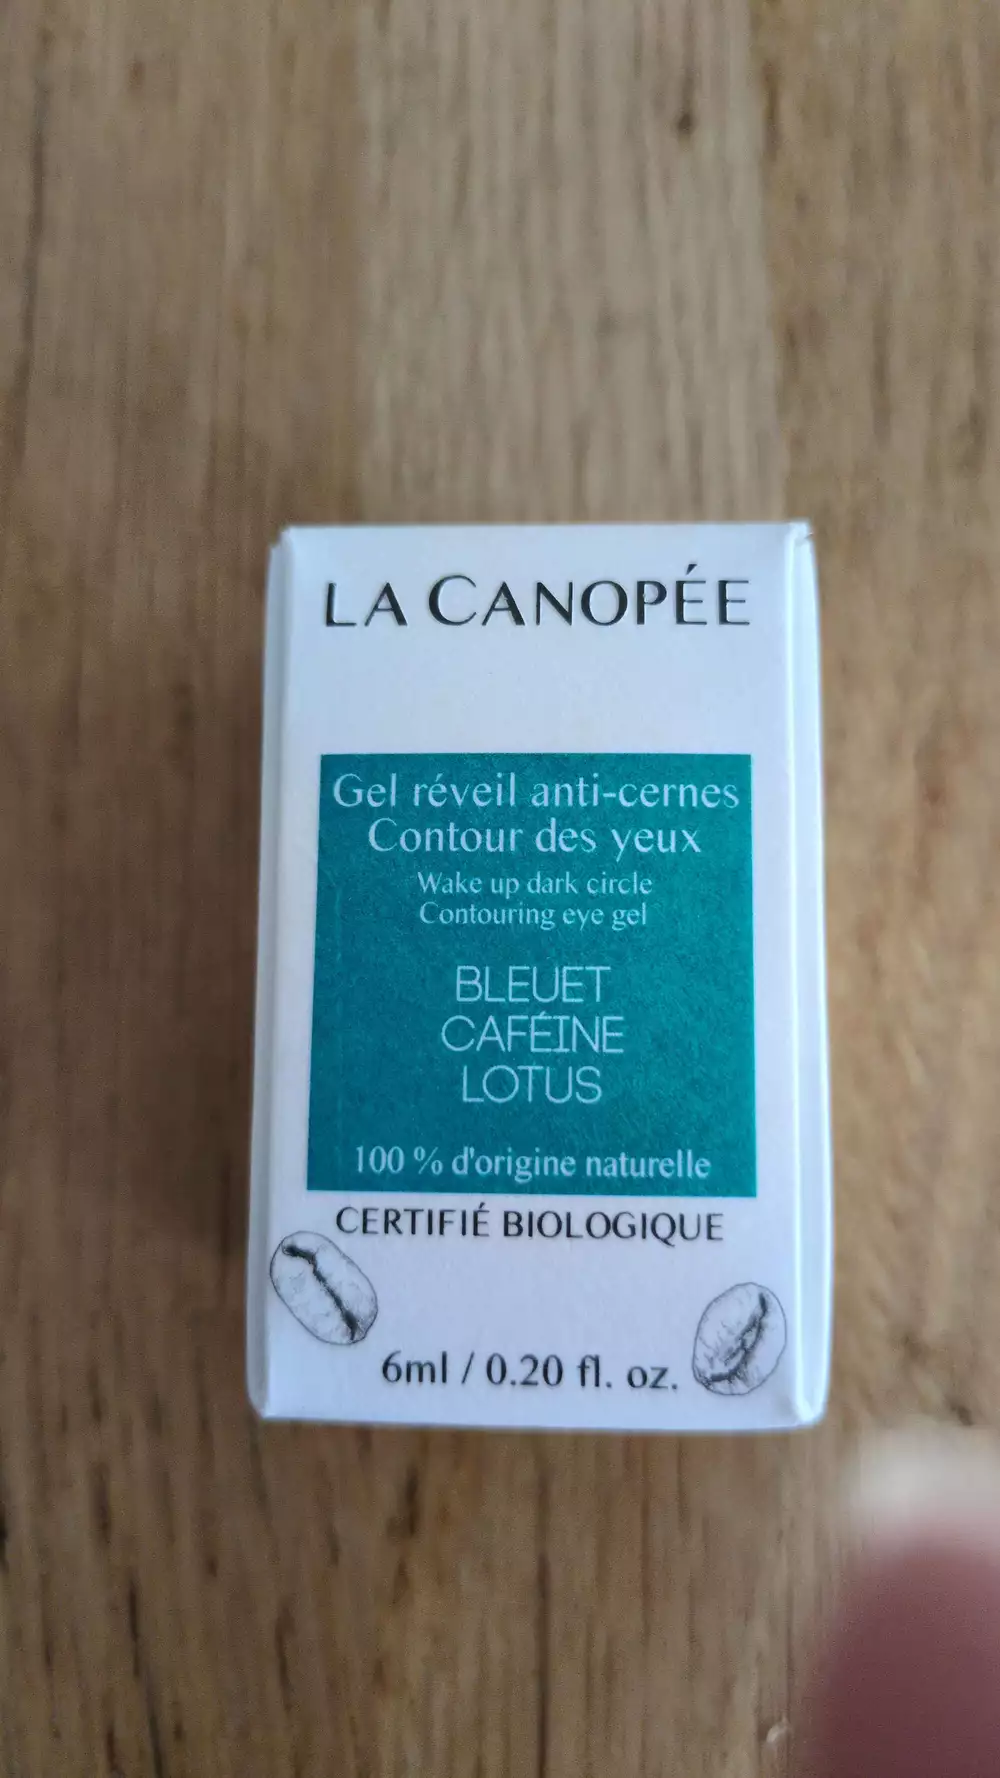 LA CANOPÉE
Gel réveil anti-cernes
Contour des yeux
Wake up dark circle
Contouring eye gel
BLEUET
CAFÉINE
LOTUS
100 % d'origine naturelle
CERTIFIÉ BIOLOGIQUE
6ml / 0.20 fl. oz.